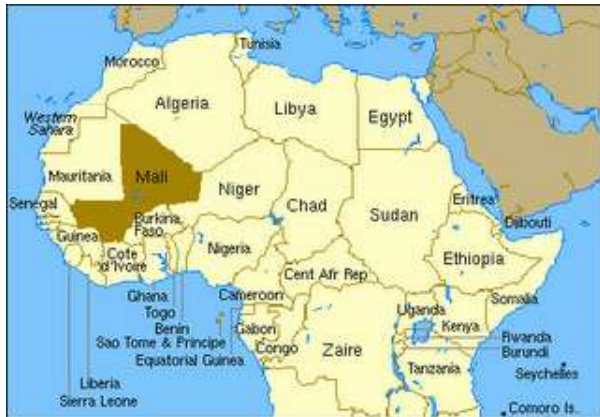 Tunisia
Morocco
Algeria
Libya
Egypt
Western
Sahara
Mauritania
Mali
Niger
Chad
Sudan
Eritrea
Djibouti
Senegal
Burkina
Faso
Guinea
Nigeria
Cote
d'Ivoire
Ethiopia
Cent Afr Rep
Ghana
Togo
Benin
Sao Tome & Principe
Equatorial Guinea
Cameroon
Gabon
Congo
Zaire
Uganda
Kenya
Somalia
Rwanda
Burundi
Tanzania
Seychelles
Liberia
Sierra Leone
Comoro Is.